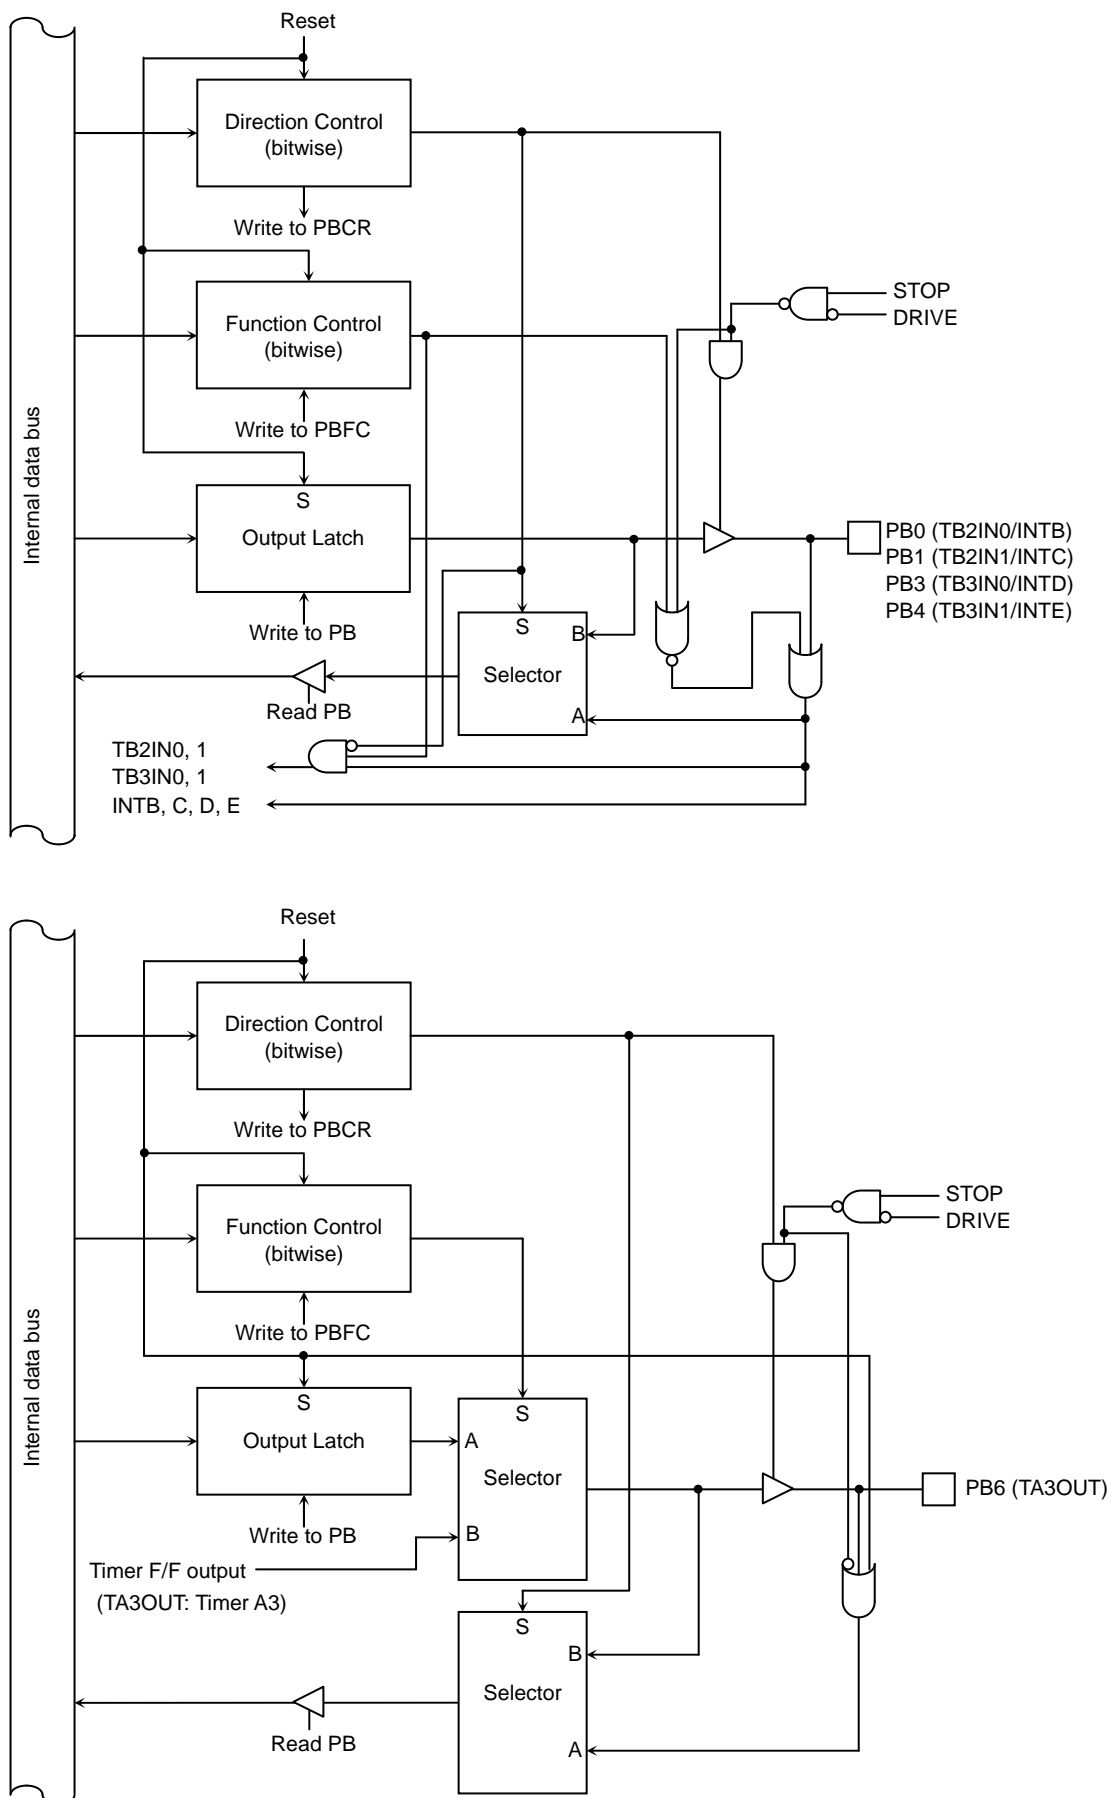 Reset
Direction Control
(bitwise)
Write to PBCR
Function Control
(bitwise)
STOP
DRIVE
Write to PBFC
Internal data bus
S
Output Latch
PB0 (TB2IN0/INTB)
PB1 (TB2IN1/INTC)
PB3 (TB3IN0/INTD)
PB4 (TB3IN1/INTE)
Write to PB
S
B
Selector
A
Read PB
TB2IN0, 1
TB3IN0, 1
INTB, C, D, E
Reset
Direction Control
(bitwise)
Write to PBCR
Function Control
(bitwise)
STOP
DRIVE
Write to PBFC
Internal data bus
S
Output Latch
S
A
Selector
B
PB6 (TA3OUT)
Write to PB
Timer F/F output
(TA3OUT: Timer A3)
S
B
Selector
A
Read PB